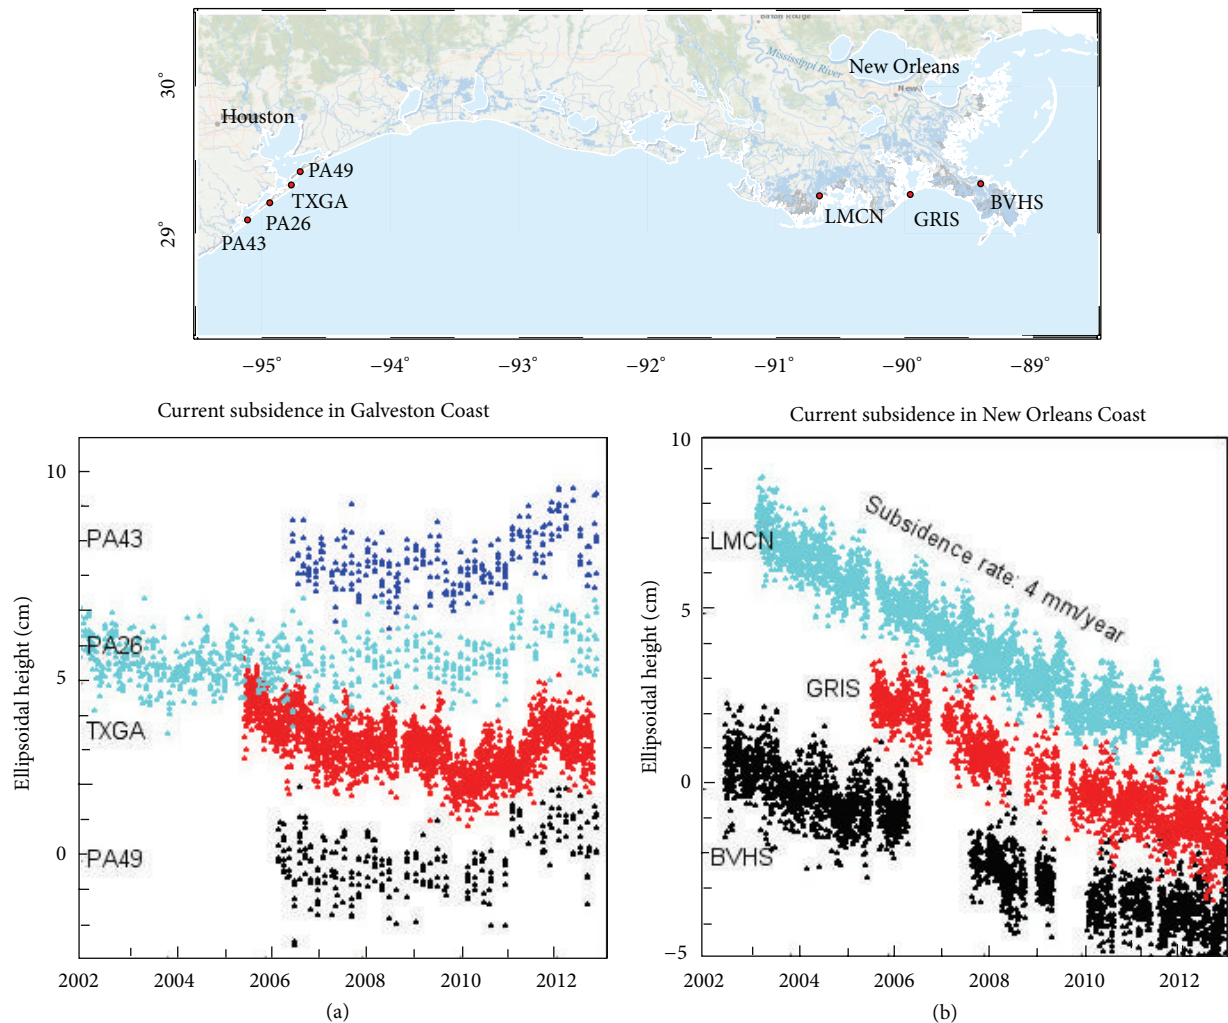 Baton Rouge
Mississippi River
New Orleans
New
30°
Houston
PA49
TXGA
PA26
PA43
29°
LMCN
GRIS
BVHS
−95° −94° −93° −92° −91° −90° −89°
Current subsidence in Galveston Coast
10
PA43
PA26
5
TXGA
0
PA49
Ellipsoidal height (cm)
2002 2004 2006 2008 2010 2012
(a)
Current subsidence in New Orleans Coast
10
LMCN
Subsidence rate: 4 mm/year
5
GRIS
0
BVHS
−5
Ellipsoidal height (cm)
2002 2004 2006 2008 2010 2012
(b)